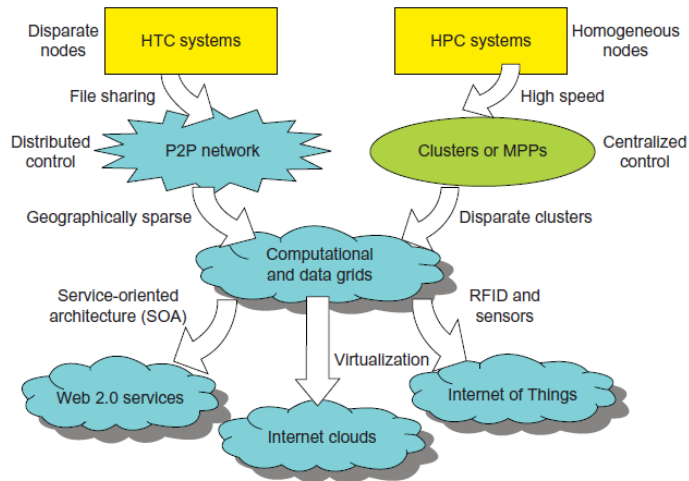 Disparate
nodes
HTC systems
HPC systems
Homogeneous
nodes
File sharing
High speed
Distributed
control
P2P network
Clusters or MPPs
Centralized
control
Geographically sparse
Disparate clusters
Computational
and data grids
Service-oriented
architecture (SOA)
RFID and
sensors
Virtualization
Web 2.0 services
Internet of Things
Internet clouds